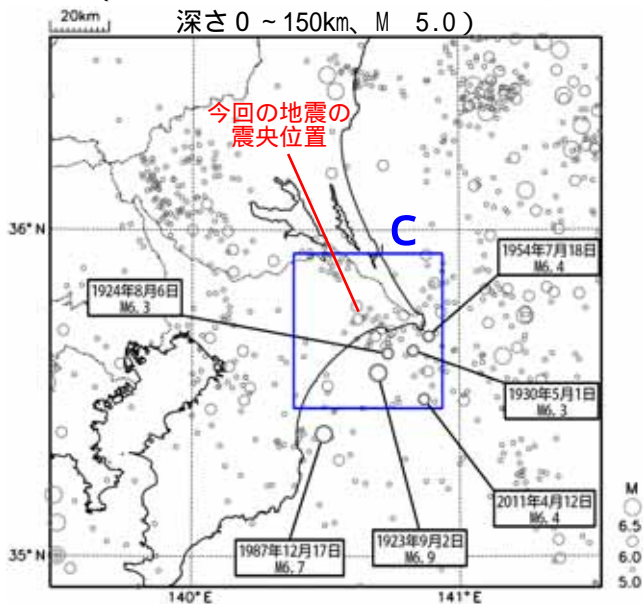 20km
深さ０～150km、M　5.0）
今回の地震の
震央位置
36°N
C
1954年7月18日
M6.4
1924年8月6日
M6.3
1930年5月1日
M6.3
2011年4月12日
M6.4
1923年9月2日
M6.9
1987年12月17日
M6.7
M
6.5
6.0
5.0
35°N
140°E
141°E